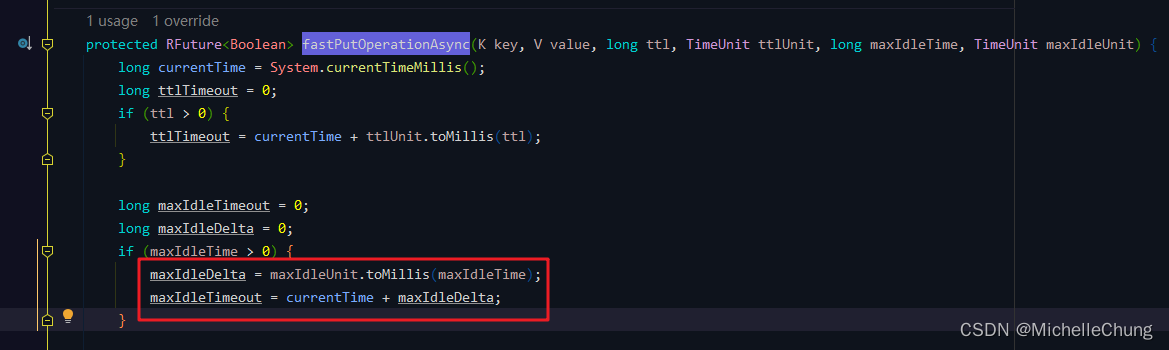 1 usage 1 override
protected RFuture<Boolean> fastPutOperationAsync(K key, V value, long ttl, TimeUnit ttlUnit, long maxIdleTime, TimeUnit maxIdleUnit) {
long currentTime = System.currentTimeMillis();
long ttlTimeout = 0;
if (ttl > 0) {
ttlTimeout = currentTime + ttlUnit.toMillis(ttl);
}
long maxIdleTimeout = 0;
long maxIdleDelta = 0;
if (maxIdleTime > 0) {
maxIdleDelta = maxIdleUnit.toMillis(maxIdleTime);
maxIdleTimeout = currentTime + maxIdleDelta;
}
CSDN @MichelleChung